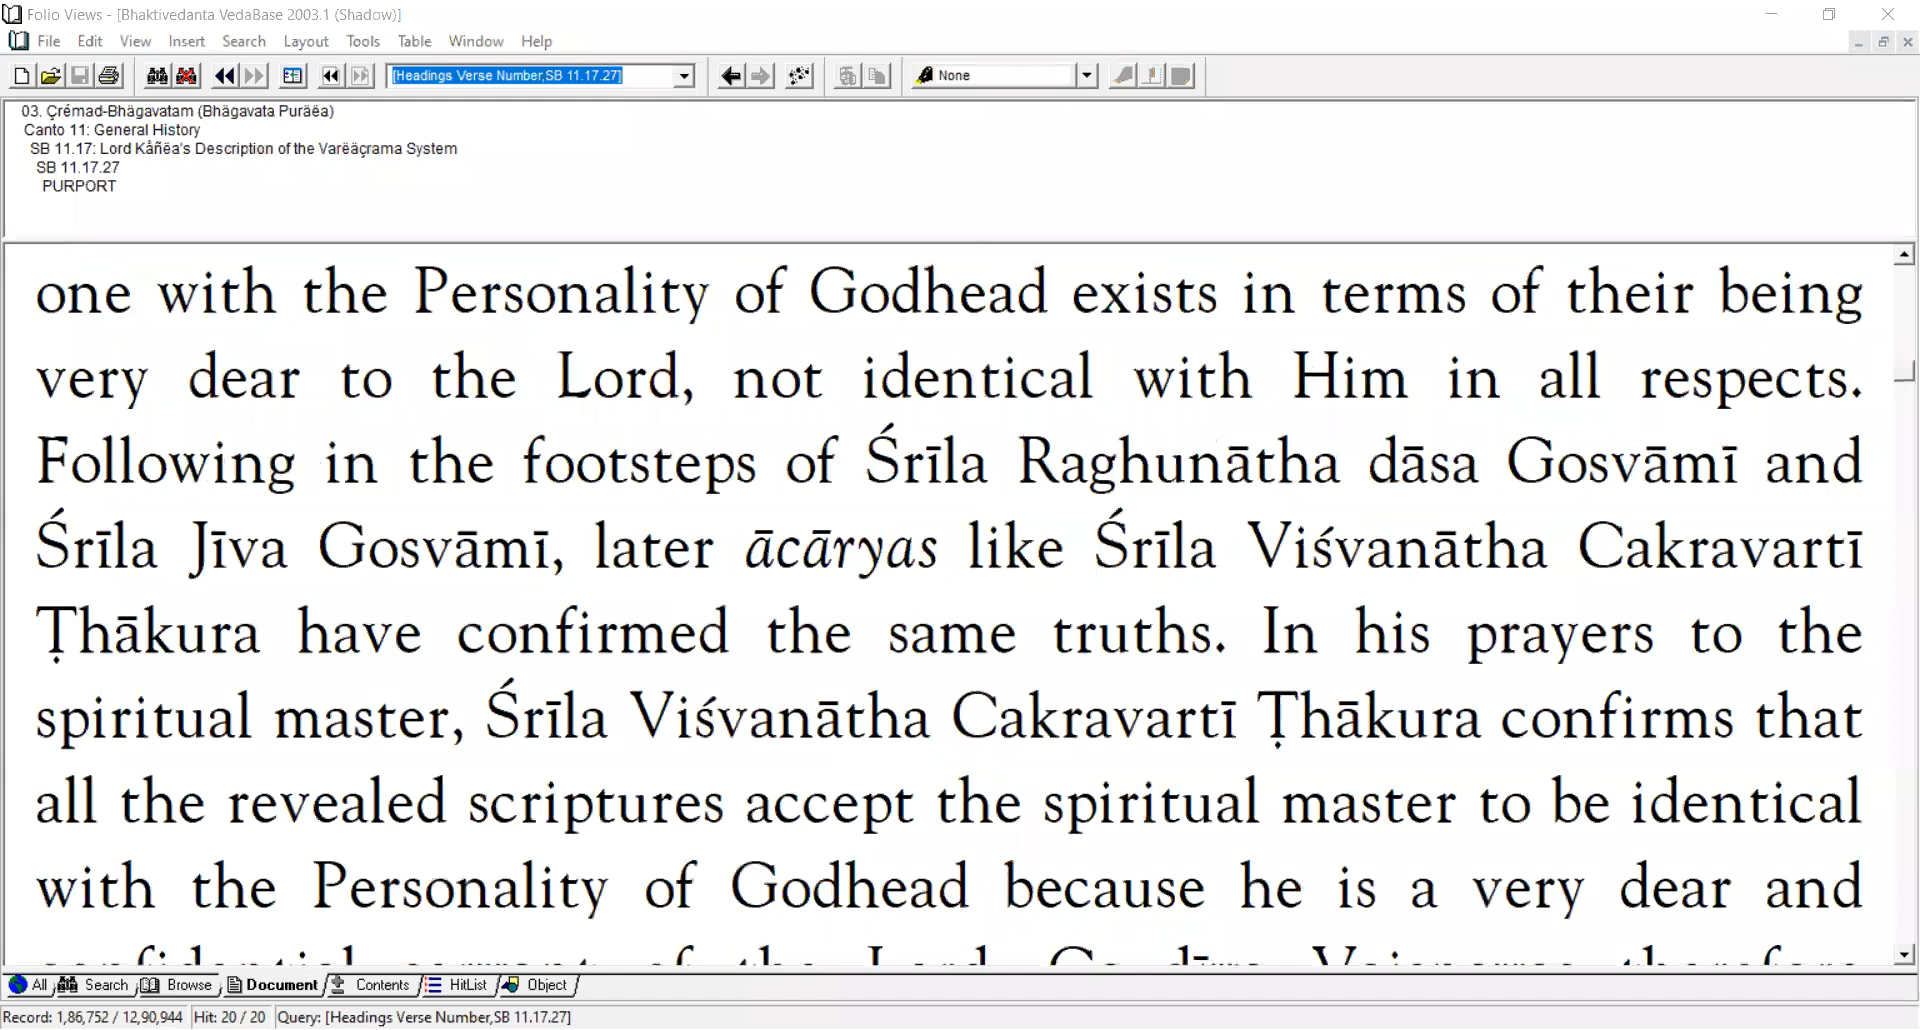 Folio Views - [Bhaktivedanta VedaBase 2003.1 (Shadow)]
File Edit View Insert Search Layout Tools Table Window Help
[Headings Verse Number,SB 11.17.27] None
03. Çrémad-Bhägavatam (Bhägavata Puräëa)
Canto 11: General History
SB 11.17: Lord Kåñëa's Description of the Varëäçrama System
SB 11.17.27
PURPORT
one with the Personality of Godhead exists in terms of their being
very dear to the Lord, not identical with Him in all respects.
Following in the footsteps of Śrīla Raghunātha dāsa Gosvāmī and
Śrīla Jīva Gosvāmī, later ācāryas like Śrīla Viśvanātha Cakravartī
Ṭhākura have confirmed the same truths. In his prayers to the
spiritual master, Śrīla Viśvanātha Cakravartī Ṭhākura confirms that
all the revealed scriptures accept the spiritual master to be identical
with the Personality of Godhead because he is a very dear and
confidential servant of the Lord. Gauḍīya Vaiṣṇavas therefore
All Search Browse Document Contents HitList Object
Record: 1,86,752 / 12,90,944 Hit: 20 / 20 Query: [Headings Verse Number,SB 11.17.27]